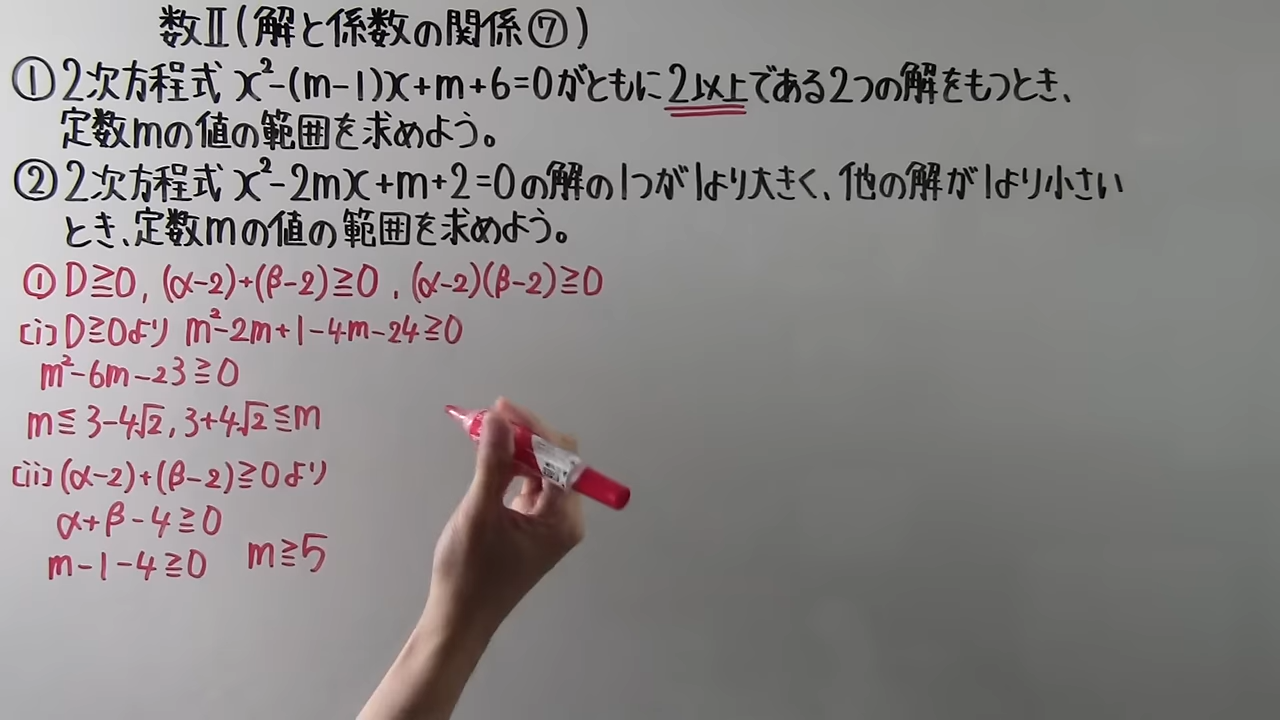 数Ⅱ(解と係数の関係⑦)
①2次方程式 x²-(m-1)x+m+6=0がともに2以上である2つの解をもつとき、
定数mの値の範囲を求めよう。
②2次方程式 x²-2mx+m+2=0の解の1つが1より大きく、他の解が1より小さい
とき、定数mの値の範囲を求めよう。
① D≧0, (α-2)+(β-2)≧0, (α-2)(β-2)≧0
[i] D≧0より m²-2m+1-4m-24≧0
m²-6m-23≧0
m≦3-4√2, 3+4√2≦m
[ii] (α-2)+(β-2)≧0より
α+β-4≧0
m-1-4≧0 m≧5